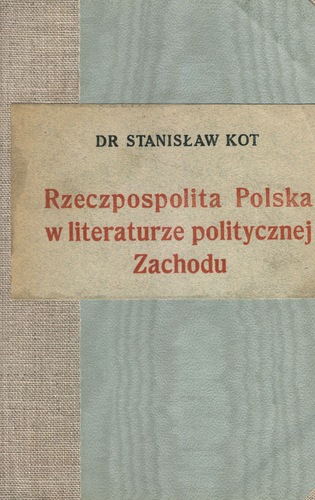 DR STANISŁAW KOT
Rzeczpospolita Polska
w literaturze politycznej
Zachodu